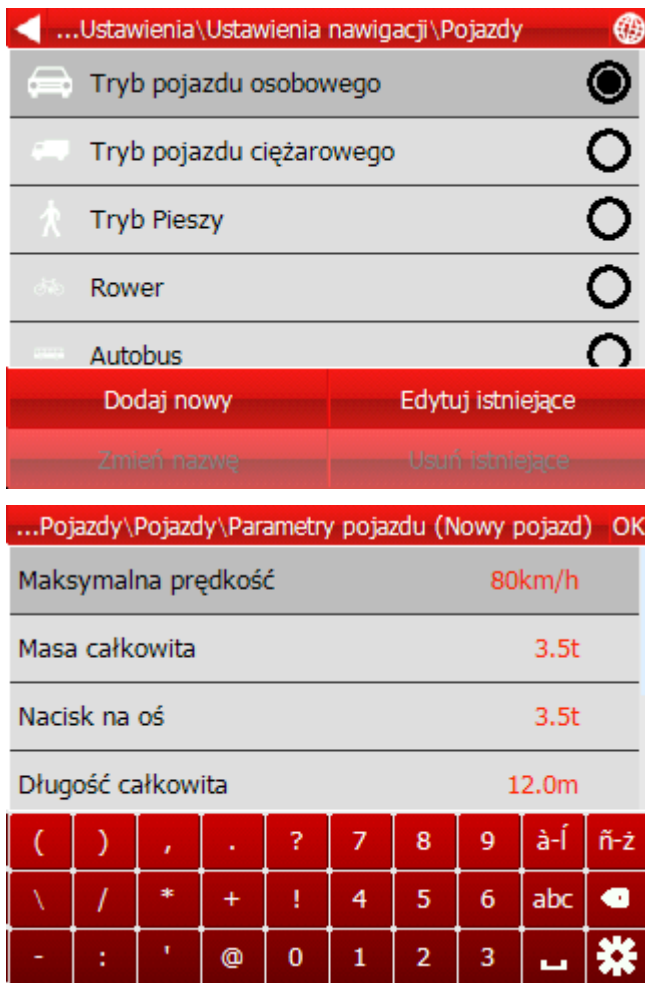 ...Ustawienia\Ustawienia nawigacji\Pojazdy
Tryb pojazdu osobowego
Tryb pojazdu ciężarowego
Tryb Pieszy
Rower
Autobus
Dodaj nowy Edytuj istniejące
Zmień nazwę Usuń istniejące
...Pojazdy\Pojazdy\Parametry pojazdu (Nowy pojazd) OK
Maksymalna prędkość 80km/h
Masa całkowita 3.5t
Nacisk na oś 3.5t
Długość całkowita 12.0m
( ) , . ? 7 8 9 à-Í ñ-ż
\ / * + ! 4 5 6 abc
- : ' @ 0 1 2 3